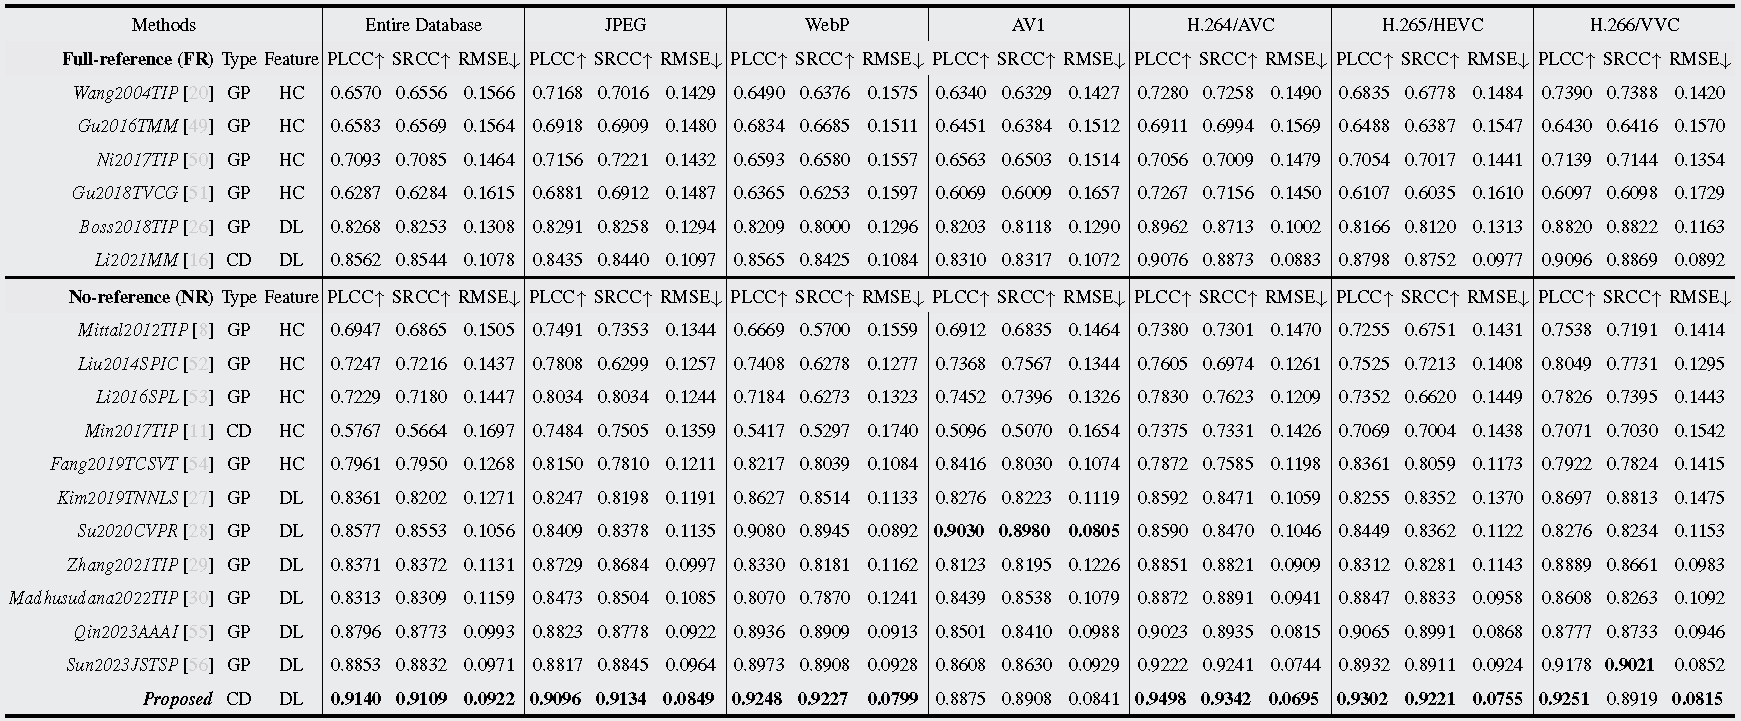 Methods Entire Database JPEG WebP AV1 H.264/AVC H.265/HEVC H.266/VVC
Full-reference (FR) Type Feature PLCC↑ SRCC↑ RMSE↓ PLCC↑ SRCC↑ RMSE↓ PLCC↑ SRCC↑ RMSE↓ PLCC↑ SRCC↑ RMSE↓ PLCC↑ SRCC↑ RMSE↓ PLCC↑ SRCC↑ RMSE↓ PLCC↑ SRCC↑ RMSE↓
Wang2004TIP [20] GP HC 0.6570 0.6556 0.1566 0.7168 0.7016 0.1429 0.6490 0.6376 0.1575 0.6340 0.6329 0.1427 0.7280 0.7258 0.1490 0.6835 0.6778 0.1484 0.7390 0.7388 0.1420
Gu2016TMM [49] GP HC 0.6583 0.6569 0.1564 0.6918 0.6909 0.1480 0.6834 0.6685 0.1511 0.6451 0.6384 0.1512 0.6911 0.6994 0.1569 0.6488 0.6387 0.1547 0.6430 0.6416 0.1570
Ni2017TIP [50] GP HC 0.7093 0.7085 0.1464 0.7156 0.7221 0.1432 0.6593 0.6580 0.1557 0.6563 0.6503 0.1514 0.7056 0.7009 0.1479 0.7054 0.7017 0.1441 0.7139 0.7144 0.1354
Gu2018TVCG [51] GP HC 0.6287 0.6284 0.1615 0.6881 0.6912 0.1487 0.6365 0.6253 0.1597 0.6069 0.6009 0.1657 0.7267 0.7156 0.1450 0.6107 0.6035 0.1610 0.6097 0.6098 0.1729
Boss2018TIP [26] GP DL 0.8268 0.8253 0.1308 0.8291 0.8258 0.1294 0.8209 0.8000 0.1296 0.8203 0.8118 0.1290 0.8962 0.8713 0.1002 0.8166 0.8120 0.1313 0.8820 0.8822 0.1163
Li2021MM [16] CD DL 0.8562 0.8544 0.1078 0.8435 0.8440 0.1097 0.8565 0.8425 0.1084 0.8310 0.8317 0.1072 0.9076 0.8873 0.0883 0.8798 0.8752 0.0977 0.9096 0.8869 0.0892
No-reference (NR) Type Feature PLCC↑ SRCC↑ RMSE↓ PLCC↑ SRCC↑ RMSE↓ PLCC↑ SRCC↑ RMSE↓ PLCC↑ SRCC↑ RMSE↓ PLCC↑ SRCC↑ RMSE↓ PLCC↑ SRCC↑ RMSE↓ PLCC↑ SRCC↑ RMSE↓
Mittal2012TIP [8] GP HC 0.6947 0.6865 0.1505 0.7491 0.7353 0.1344 0.6669 0.5700 0.1559 0.6912 0.6835 0.1464 0.7380 0.7301 0.1470 0.7255 0.6751 0.1431 0.7538 0.7191 0.1414
Liu2014SPIC [52] GP HC 0.7247 0.7216 0.1437 0.7808 0.6299 0.1257 0.7408 0.6278 0.1277 0.7368 0.7567 0.1344 0.7605 0.6974 0.1261 0.7525 0.7213 0.1408 0.8049 0.7731 0.1295
Li2016SPL [53] GP HC 0.7229 0.7180 0.1447 0.8034 0.8034 0.1244 0.7184 0.6273 0.1323 0.7452 0.7396 0.1326 0.7830 0.7623 0.1209 0.7352 0.6620 0.1449 0.7826 0.7395 0.1443
Min2017TIP [11] CD HC 0.5767 0.5664 0.1697 0.7484 0.7505 0.1359 0.5417 0.5297 0.1740 0.5096 0.5070 0.1654 0.7375 0.7331 0.1426 0.7069 0.7004 0.1438 0.7071 0.7030 0.1542
Fang2019TCSVT [54] GP HC 0.7961 0.7950 0.1268 0.8150 0.7810 0.1211 0.8217 0.8039 0.1084 0.8416 0.8030 0.1074 0.7872 0.7585 0.1198 0.8361 0.8059 0.1173 0.7922 0.7824 0.1415
Kim2019TNNLS [27] GP DL 0.8361 0.8202 0.1271 0.8247 0.8198 0.1191 0.8627 0.8514 0.1133 0.8276 0.8223 0.1119 0.8592 0.8471 0.1059 0.8255 0.8352 0.1370 0.8697 0.8813 0.1475
Su2020CVPR [28] GP DL 0.8577 0.8553 0.1056 0.8409 0.8378 0.1135 0.9080 0.8945 0.0892 0.9030 0.8980 0.0805 0.8590 0.8470 0.1046 0.8449 0.8362 0.1122 0.8276 0.8234 0.1153
Zhang2021TIP [29] GP DL 0.8371 0.8372 0.1131 0.8729 0.8684 0.0997 0.8330 0.8181 0.1162 0.8123 0.8195 0.1226 0.8851 0.8821 0.0909 0.8312 0.8281 0.1143 0.8889 0.8661 0.0983
Madhusudana2022TIP [30] GP DL 0.8313 0.8309 0.1159 0.8473 0.8504 0.1085 0.8070 0.7870 0.1241 0.8439 0.8538 0.1079 0.8872 0.8891 0.0941 0.8847 0.8833 0.0958 0.8608 0.8263 0.1092
Qin2023AAAI [55] GP DL 0.8796 0.8773 0.0993 0.8823 0.8778 0.0922 0.8936 0.8909 0.0913 0.8501 0.8410 0.0988 0.9023 0.8935 0.0815 0.9065 0.8991 0.0868 0.8777 0.8733 0.0946
Sun2023JSTSP [56] GP DL 0.8853 0.8832 0.0971 0.8817 0.8845 0.0964 0.8973 0.8908 0.0928 0.8608 0.8630 0.0929 0.9222 0.9241 0.0744 0.8932 0.8911 0.0924 0.9178 0.9021 0.0852
Proposed CD DL 0.9140 0.9109 0.0922 0.9096 0.9134 0.0849 0.9248 0.9227 0.0799 0.8875 0.8908 0.0841 0.9498 0.9342 0.0695 0.9302 0.9221 0.0755 0.9251 0.8919 0.0815